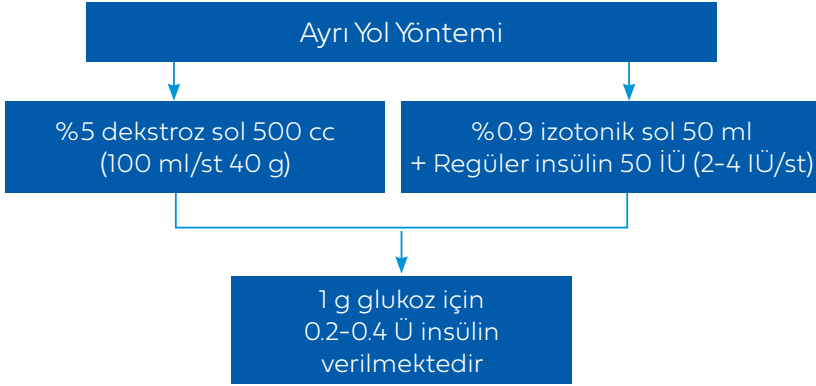 Ayrı Yol Yöntemi
%5 dekstroz sol 500 cc
(100 ml/st 40 g)
%0.9 izotonik sol 50 ml
+ Regüler insülin 50 İÜ (2-4 IÜ/st)
1 g glukoz için
0.2-0.4 Ü insülin
verilmektedir